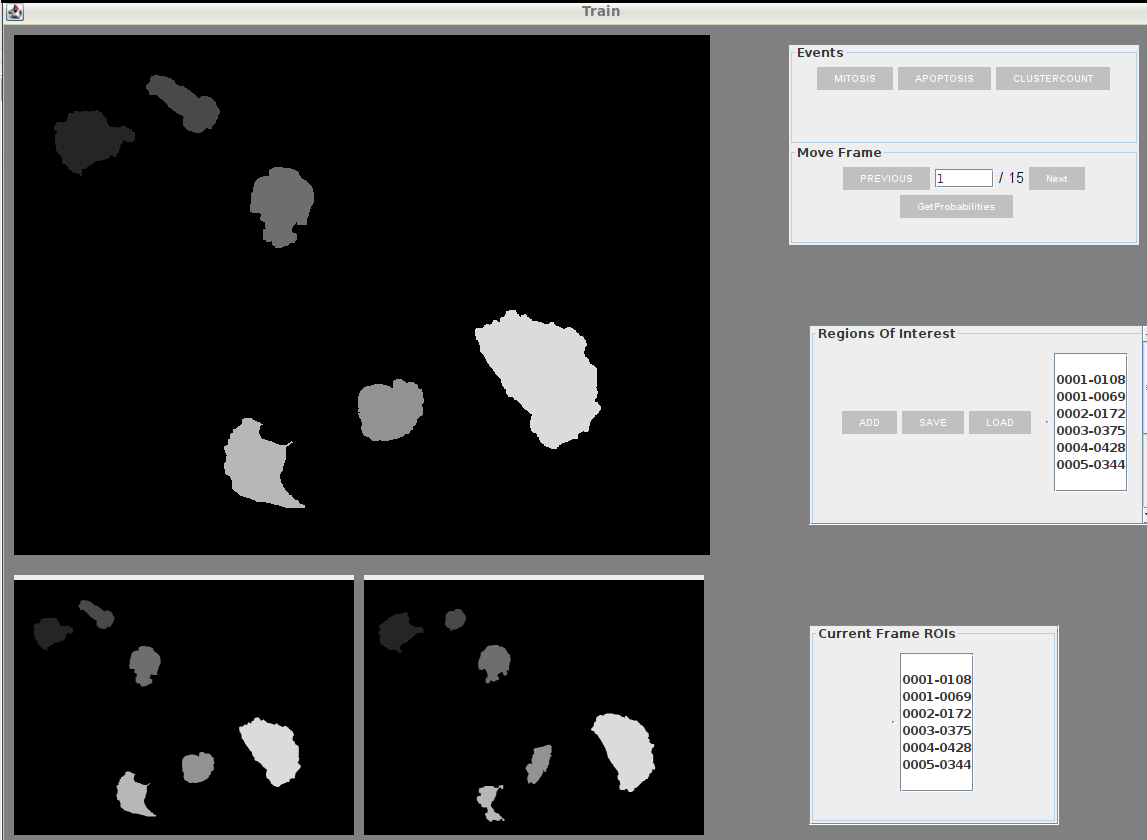 Train
Events
MITOSIS APOPTOSIS CLUSTERCOUNT
Move Frame
PREVIOUS 1 / 15 Next
GetProbabilities
Regions Of Interest
ADD SAVE LOAD
0001-0108
0001-0069
0002-0172
0003-0375
0004-0428
0005-0344
Current Frame ROIs
0001-0108
0001-0069
0002-0172
0003-0375
0004-0428
0005-0344